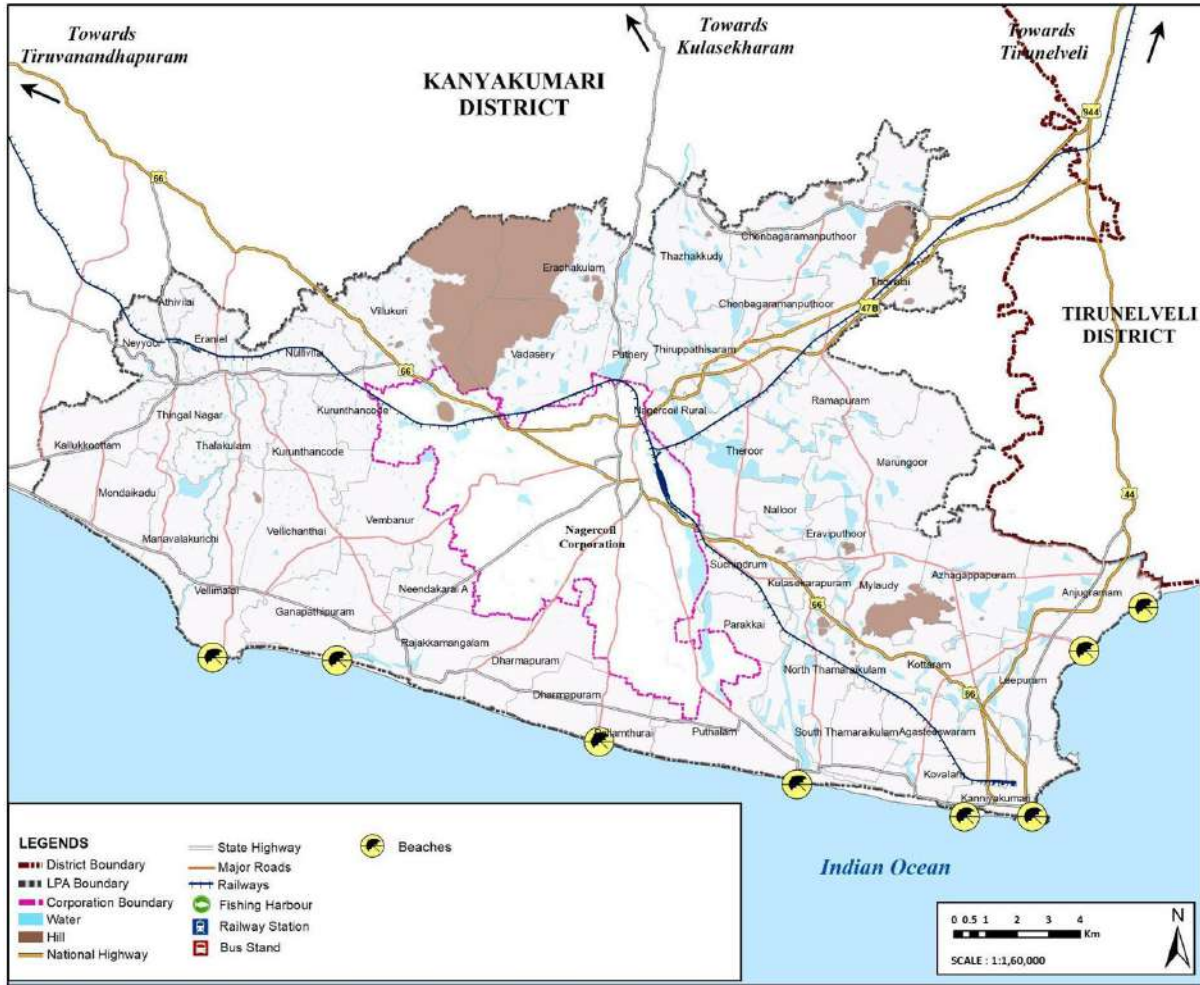 Towards
Tiruvanandhapuram
Towards
Kulasekharam
Towards
Tirunelveli
KANYAKUMARI
DISTRICT
944
66
Chenbagaramanputhoor
Thazhakkudy
Erachakulam
Thovalai
Athivilai
Villukuri
Chenbagaramanputhoor
47B
TIRUNELVELI
DISTRICT
Neyyoor
Eraniel
Nullivilai
Vadasery
Puthery
Thiruppathisaram
66
Kurunthancode
Nagercoil Rural
Ramapuram
Thingal Nagar
Kallukkoottam
Thalakulam
Kurunthancode
Theroor
Marungoor
Mondaikadu
44
Manavalakurichi
Vellichanthai
Vembanur
Nagercoil
Corporation
Nalloor
Eraviputhoor
Suchindrum
Kulasekarapuram
Mylaudy
Azhagappapuram
Anjugramam
Vellimalai
Neendakarai A
Ganapathipuram
66
Parakkai
Rajakkamangalam
Dharmapuram
North Thamaraikulam
Kottaram
Leepuram
Dharmapuram
66
Pallamthurai
Puthalam
South Thamaraikulam
Agasteeswaram
Kovalam
Kanniyakumari
LEGENDS
District Boundary
LPA Boundary
Corporation Boundary
Water
Hill
National Highway
State Highway
Major Roads
Railways
Fishing Harbour
Railway Station
Bus Stand
Beaches
Indian Ocean
0 0.5 1 2 3 4
Km
SCALE : 1:1,60,000
N